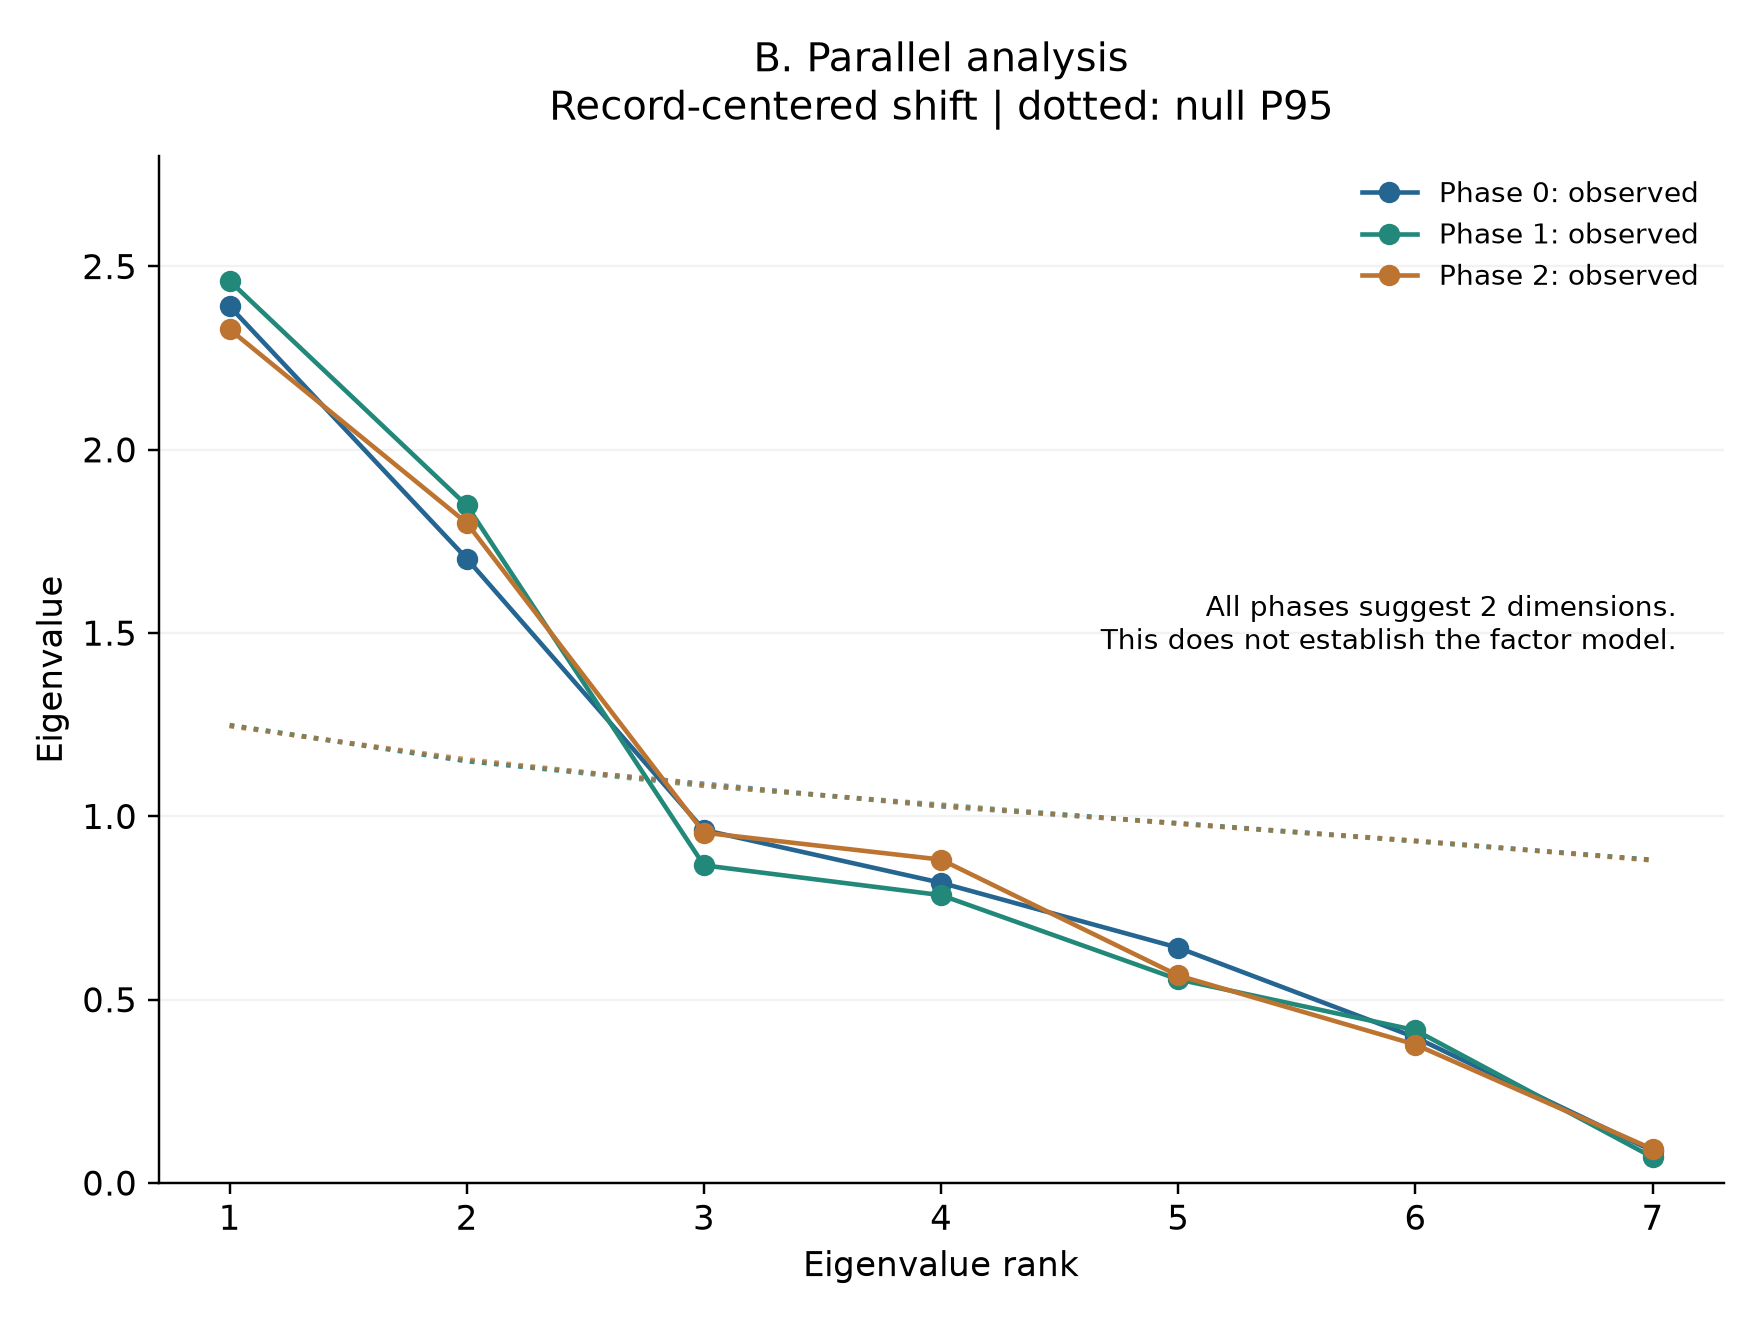 B. Parallel analysis
Record-centered shift | dotted: null P95
Phase 0: observed
Phase 1: observed
Phase 2: observed
All phases suggest 2 dimensions.
This does not establish the factor model.
Eigenvalue
2.5
2.0
1.5
1.0
0.5
0.0
1 2 3 4 5 6 7
Eigenvalue rank